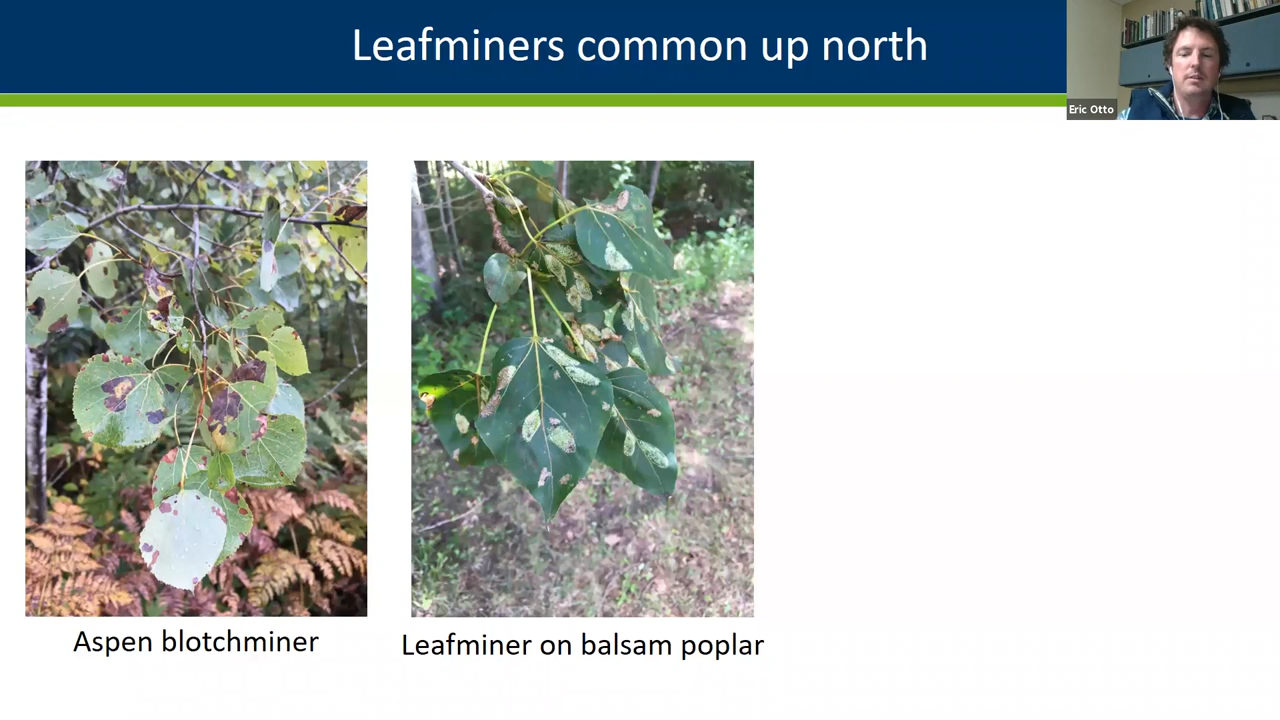 Leafminers common up north
Eric Otto
Aspen blotchminer
Leafminer on balsam poplar